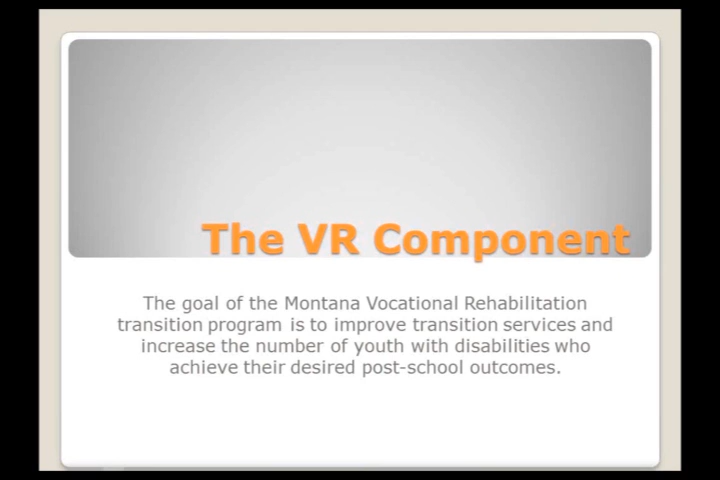 The VR Component
The goal of the Montana Vocational Rehabilitation
transition program is to improve transition services and
increase the number of youth with disabilities who
achieve their desired post-school outcomes.